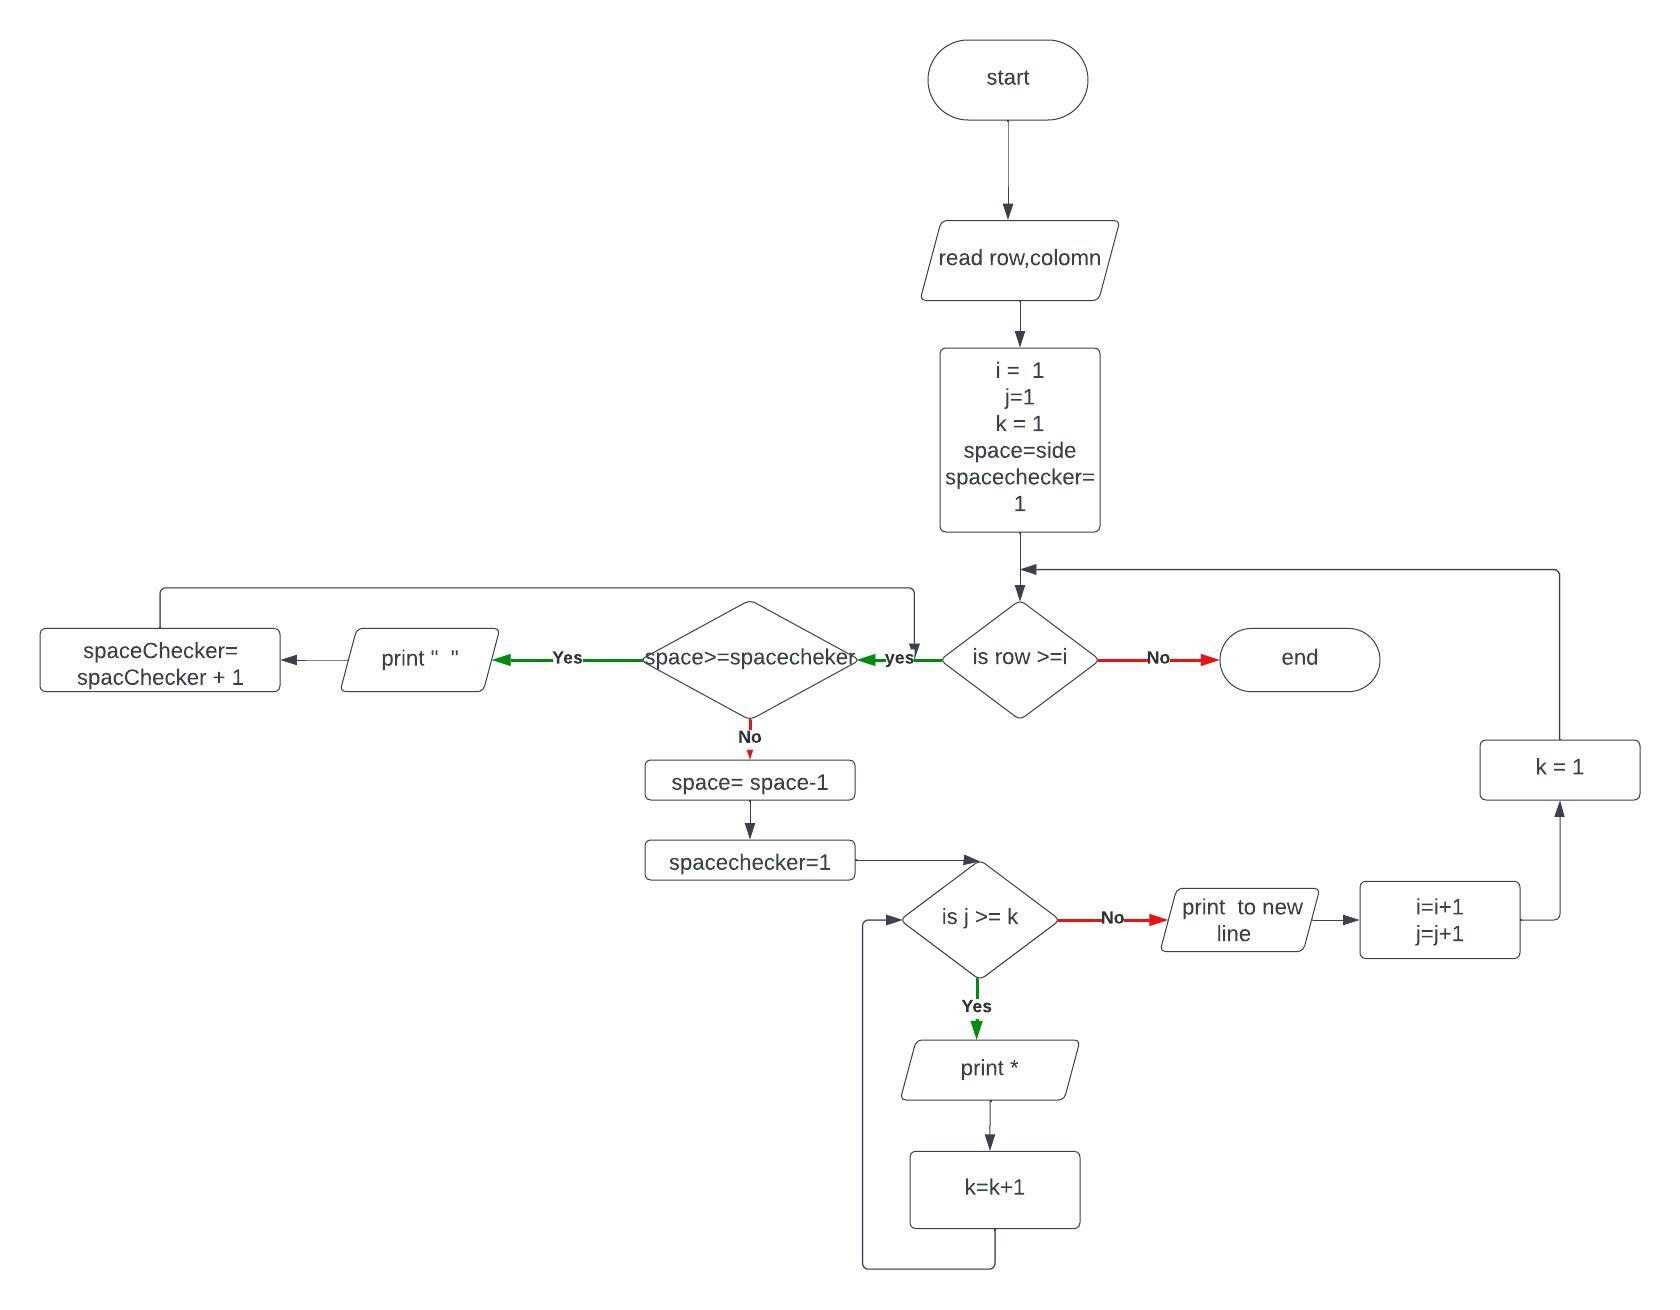 start
read row,colomn
i =  1
j=1
k = 1
space=side
spacechecker=
1
is row >=i
No
end
yes
space>=spacecheker
Yes
print "  "
spaceChecker=
spacChecker + 1
No
space= space-1
spacechecker=1
is j >= k
No
print  to new
line
i=i+1
j=j+1
k = 1
Yes
print *
k=k+1